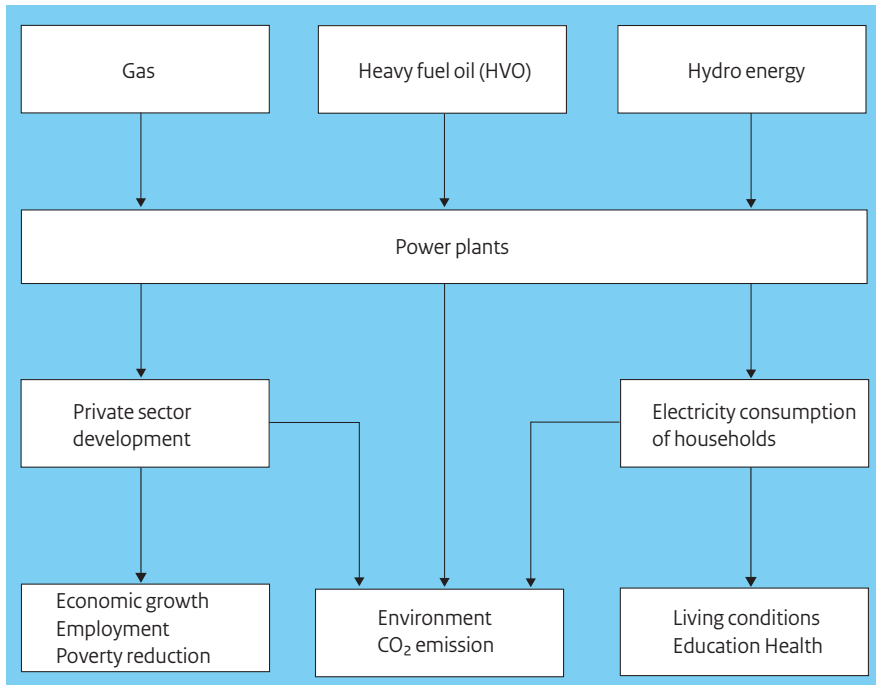 Gas
Heavy fuel oil (HVO)
Hydro energy
Power plants
Private sector
development
Electricity consumption
of households
Economic growth
Employment
Poverty reduction
Environment
CO₂ emission
Living conditions
Education Health